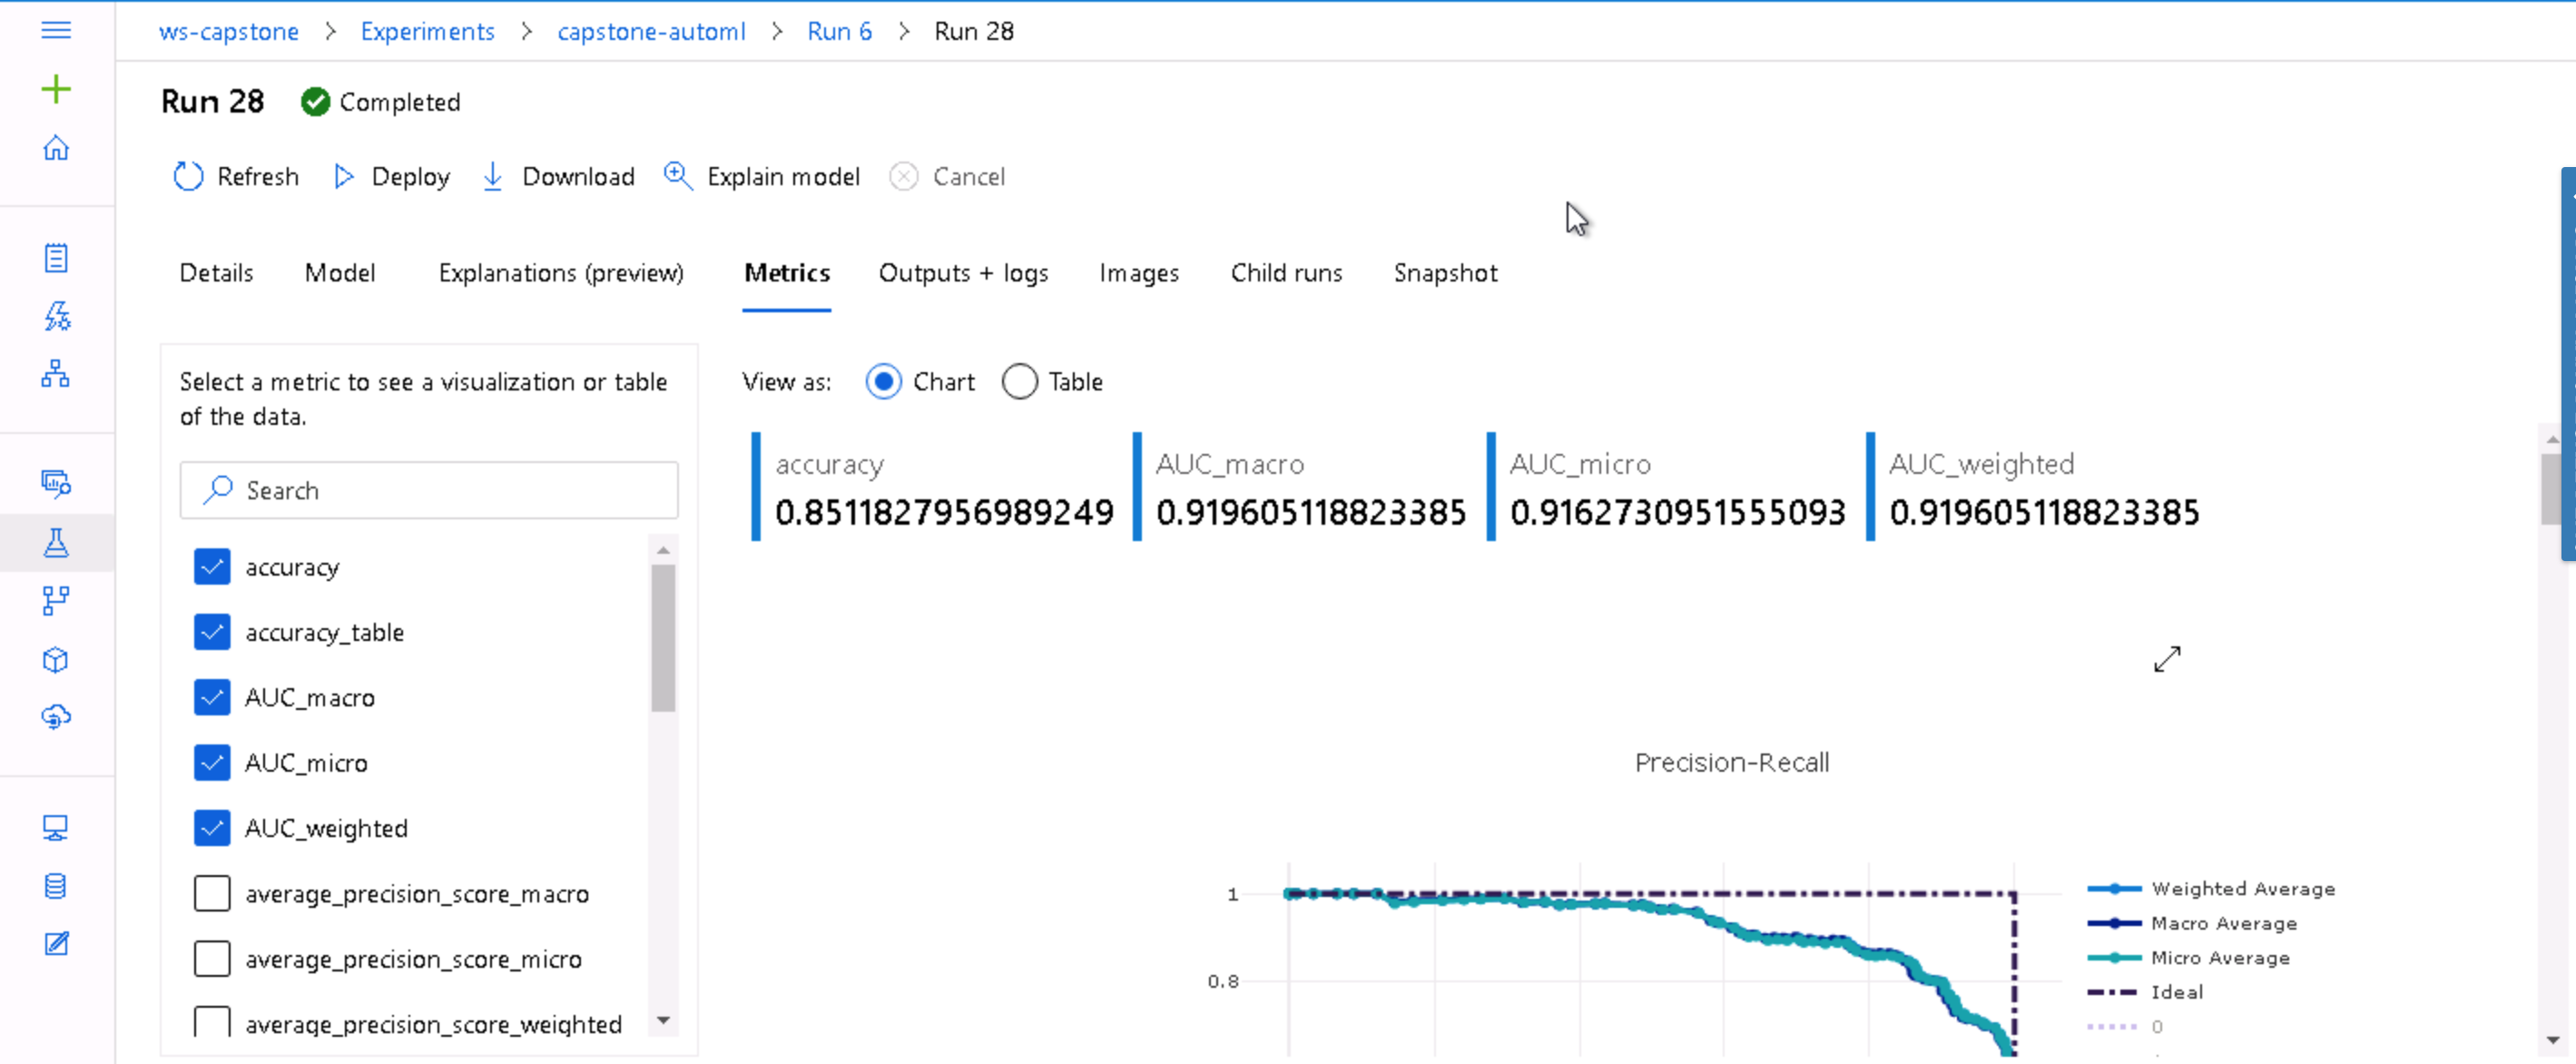 ws-capstone > Experiments > capstone-automl > Run 6 > Run 28
Run 28 Completed
Refresh Deploy Download Explain model Cancel
Details Model Explanations (preview) Metrics Outputs + logs Images Child runs Snapshot
Select a metric to see a visualization or table
of the data.
Search
accuracy
accuracy_table
AUC_macro
AUC_micro
AUC_weighted
average_precision_score_macro
average_precision_score_micro
average_precision_score_weighted
View as: Chart Table
accuracy
0.8511827956989249
AUC_macro
0.919605118823385
AUC_micro
0.9162730951555093
AUC_weighted
0.919605118823385
Precision-Recall
1
0.8
Weighted Average
Macro Average
Micro Average
Ideal
0